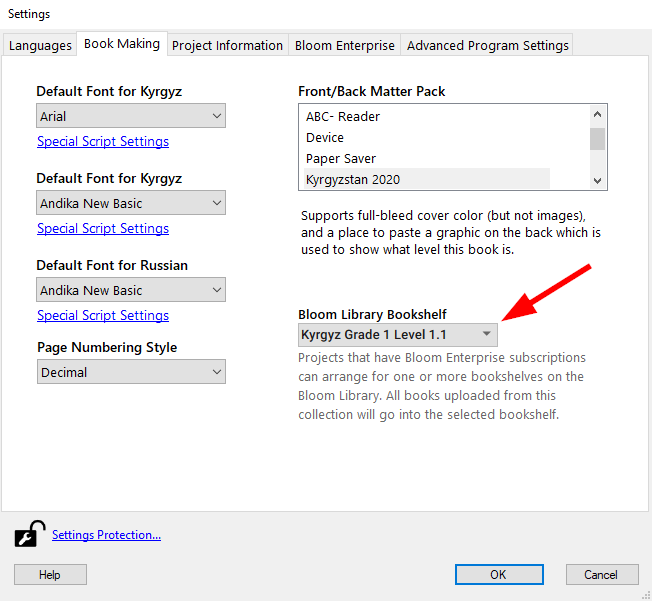 Settings
Languages
Book Making
Project Information
Bloom Enterprise
Advanced Program Settings
Default Font for Kyrgyz
Arial
Special Script Settings
Default Font for Kyrgyz
Andika New Basic
Special Script Settings
Default Font for Russian
Andika New Basic
Special Script Settings
Page Numbering Style
Decimal
Front/Back Matter Pack
ABC- Reader
Device
Paper Saver
Kyrgyzstan 2020
Supports full-bleed cover color (but not images),
and a place to paste a graphic on the back which is
used to show what level this book is.
Bloom Library Bookshelf
Kyrgyz Grade 1 Level 1.1
Projects that have Bloom Enterprise subscriptions
can arrange for one or more bookshelves on the
Bloom Library. All books uploaded from this
collection will go into the selected bookshelf.
Settings Protection...
Help
OK
Cancel